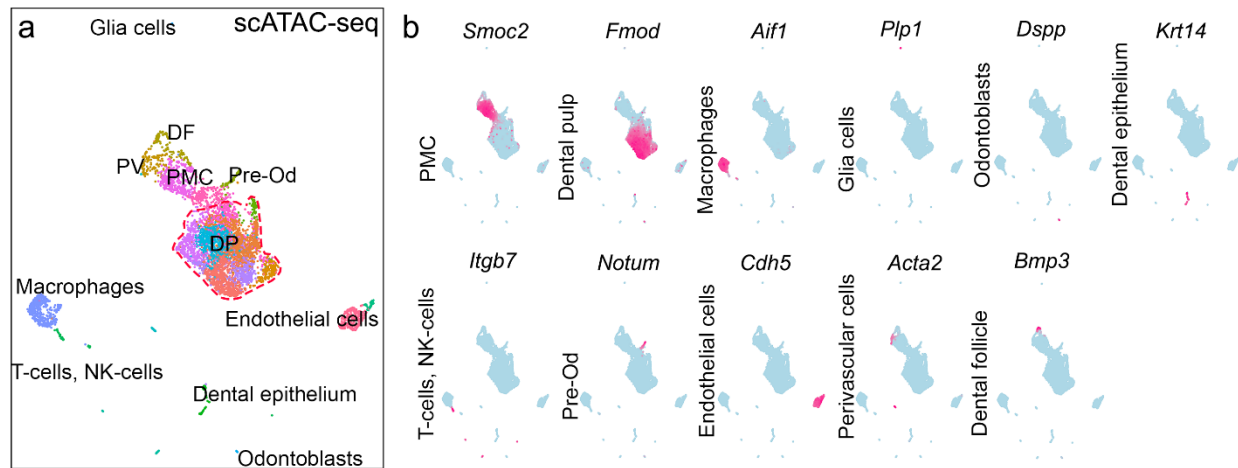 a
scATAC-seq
Glia cells
DF
PV
PMC
Pre-Od
DP
Macrophages
Endothelial cells
T-cells, NK-cells
Dental epithelium
Odontoblasts
b
Smoc2
Fmod
Aif1
Plp1
Dspp
Krt14
PMC
Dental pulp
Macrophages
Glia cells
Odontoblasts
Dental epithelium
Itgb7
Notum
Cdh5
Acta2
Bmp3
T-cells, NK-cells
Pre-Od
Endothelial cells
Perivascular cells
Dental follicle